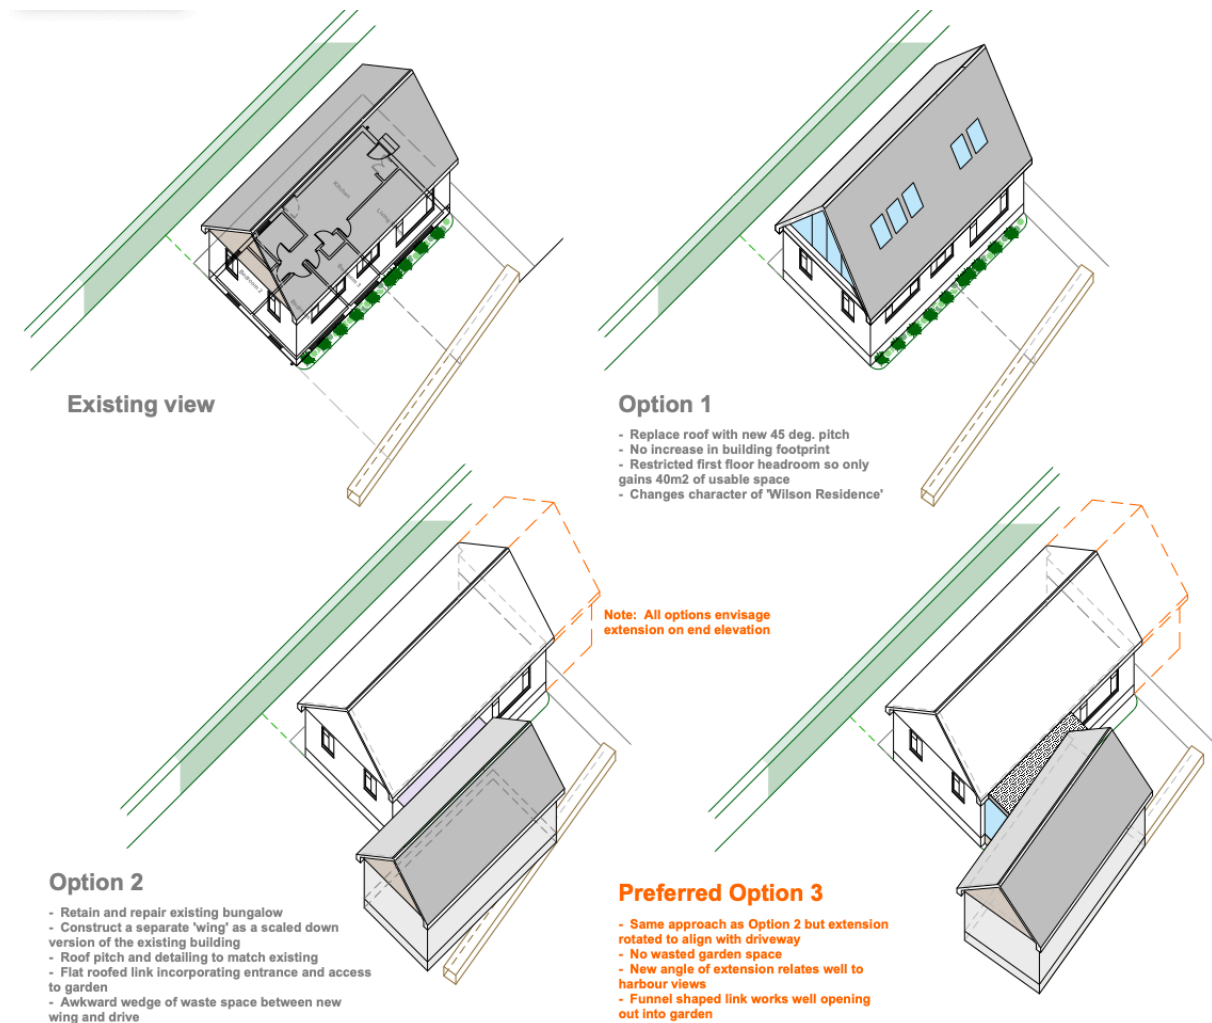 Kitchen
Living
Bedroom 2
Bedroom 3
Existing view
Option 1
- Replace roof with new 45 deg. pitch
- No increase in building footprint
- Restricted first floor headroom so only
gains 40m2 of usable space
- Changes character of 'Wilson Residence'
Note: All options envisage
extension on end elevation
Option 2
- Retain and repair existing bungalow
- Construct a separate 'wing' as a scaled down
version of the existing building
- Roof pitch and detailing to match existing
- Flat roofed link incorporating entrance and access
to garden
- Awkward wedge of waste space between new
wing and drive
Preferred Option 3
- Same approach as Option 2 but extension
rotated to align with driveway
- No wasted garden space
- New angle of extension relates well to
harbour views
- Funnel shaped link works well opening
out into garden